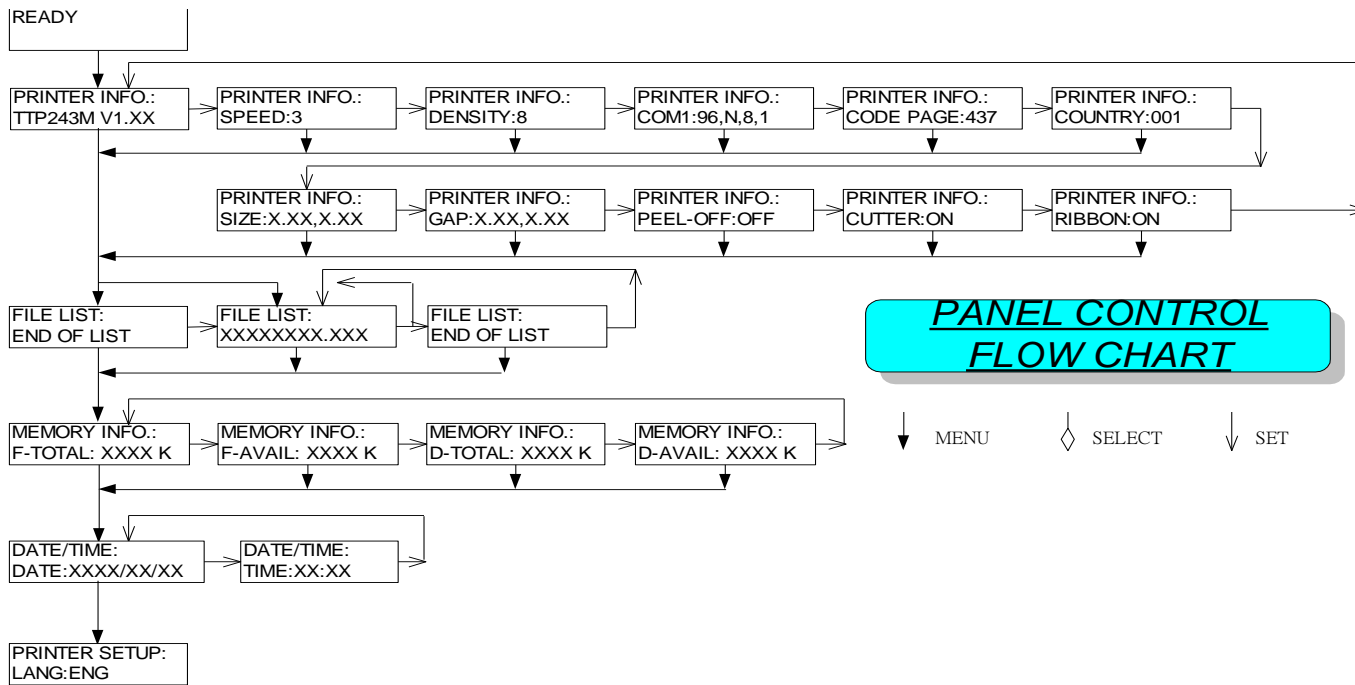 READY
PRINTER INFO.:
TTP243M V1.XX
PRINTER INFO.:
SPEED:3
PRINTER INFO.:
DENSITY:8
PRINTER INFO.:
COM1:96,N,8,1
PRINTER INFO.:
CODE PAGE:437
PRINTER INFO.:
COUNTRY:001
PRINTER INFO.:
SIZE:X.XX,X.XX
PRINTER INFO.:
GAP:X.XX,X.XX
PRINTER INFO.:
PEEL-OFF:OFF
PRINTER INFO.:
CUTTER:ON
PRINTER INFO.:
RIBBON:ON
FILE LIST:
END OF LIST
FILE LIST:
XXXXXXXX.XXX
FILE LIST:
END OF LIST
PANEL CONTROL
FLOW CHART
MEMORY INFO.:
F-TOTAL: XXXX K
MEMORY INFO.:
F-AVAIL: XXXX K
MEMORY INFO.:
D-TOTAL: XXXX K
MEMORY INFO.:
D-AVAIL: XXXX K
MENU
SELECT
SET
DATE/TIME:
DATE:XXXX/XX/XX
DATE/TIME:
TIME:XX:XX
PRINTER SETUP:
LANG:ENG